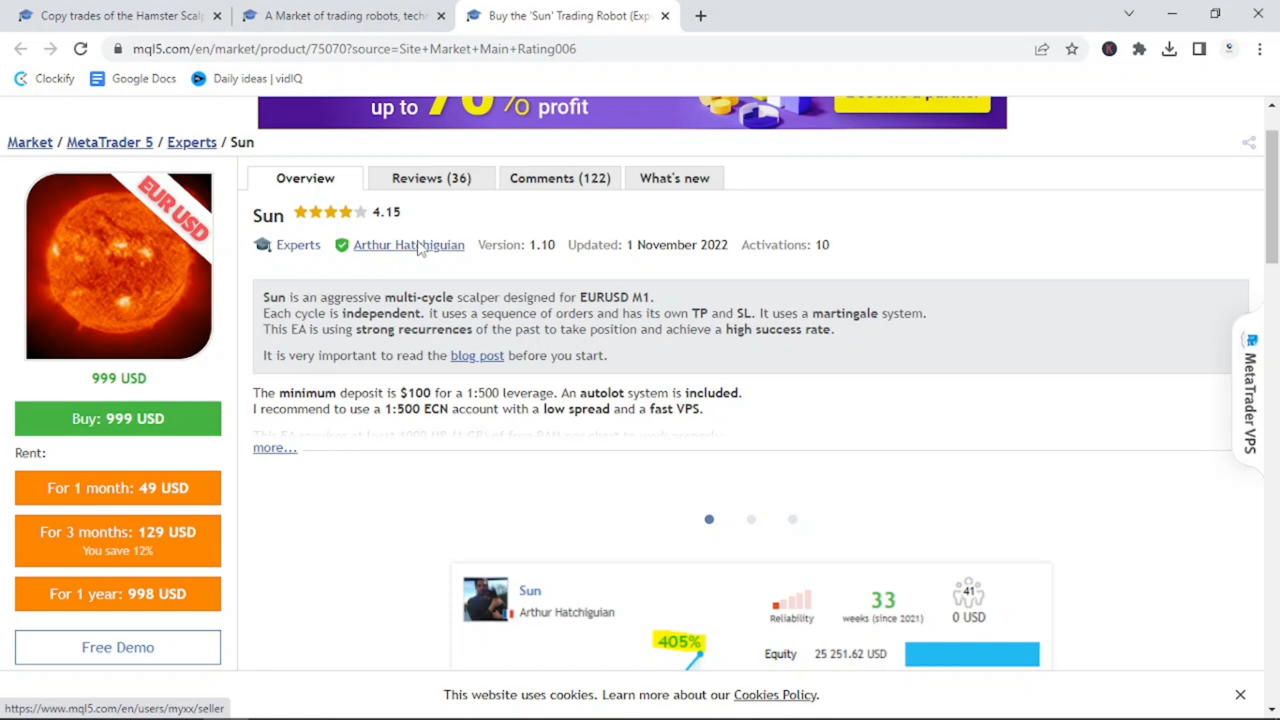 Copy trades of the Hamster Scalp
A Market of trading robots, techn
Buy the 'Sun' Trading Robot (Exp
mql5.com/en/market/product/75070?source=Site+Market+Main+Rating006
Clockify
Google Docs
Daily ideas | vidIQ
up to 70% profit
Become a partner
Market / MetaTrader 5 / Experts / Sun
EURUSD
Overview
Reviews (36)
Comments (122)
What's new
Sun 4.15
Experts Arthur Hatchiguian Version: 1.10 Updated: 1 November 2022 Activations: 10
Sun is an aggressive multi-cycle scalper designed for EURUSD M1.
Each cycle is independent. it uses a sequence of orders and has its own TP and SL. It uses a martingale system.
This EA is using strong recurrences of the past to take position and achieve a high success rate.
It is very important to read the blog post before you start.
999 USD
Buy: 999 USD
Rent:
For 1 month: 49 USD
For 3 months: 129 USD
You save 12%
For 1 year: 998 USD
Free Demo
The minimum deposit is $100 for a 1:500 leverage. An autolot system is included.
I recommend to use a 1:500 ECN account with a low spread and a fast VPS.
more...
MetaTrader VPS
Sun
Arthur Hatchiguian
Reliability
33
weeks (since 2021)
41
0 USD
405%
Equity 25 251.62 USD
This website uses cookies. Learn more about our Cookies Policy.
https://www.mql5.com/en/users/myxx/seller